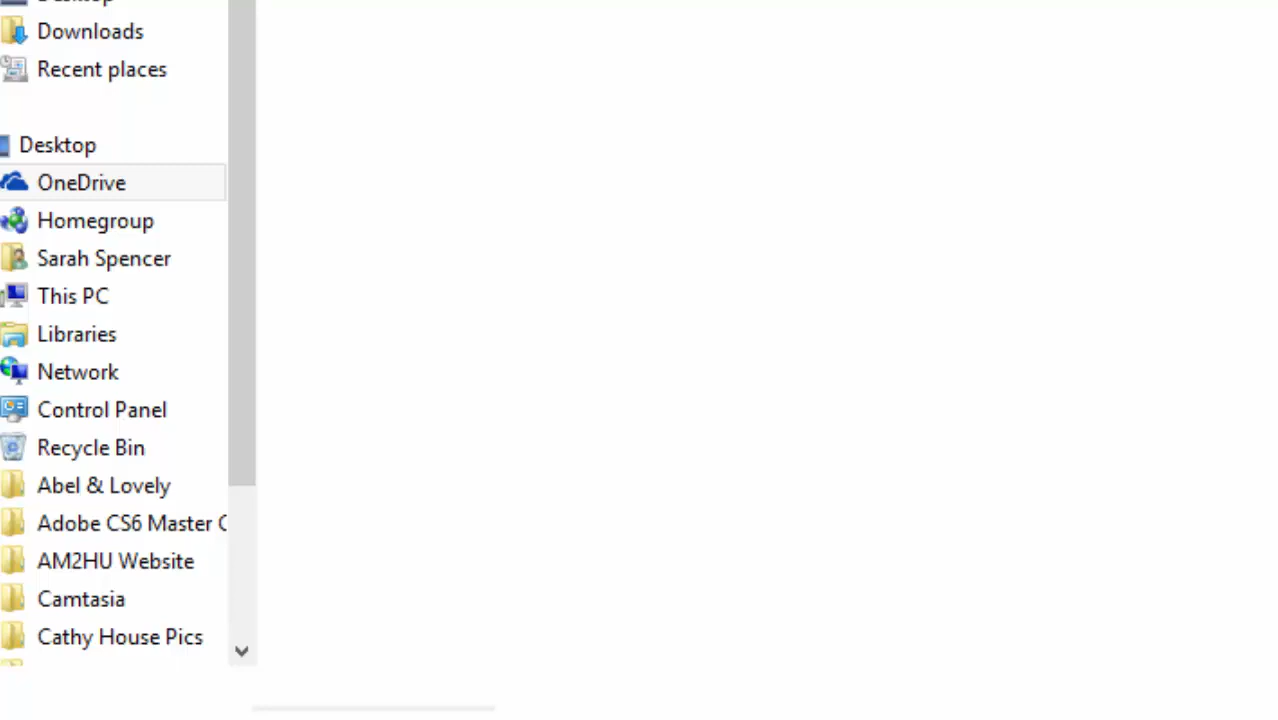 Desktop
Downloads
Recent places
Desktop
OneDrive
Homegroup
Sarah Spencer
This PC
Libraries
Network
Control Panel
Recycle Bin
Abel & Lovely
Adobe CS6 Master C
AM2HU Website
Camtasia
Cathy House Pics